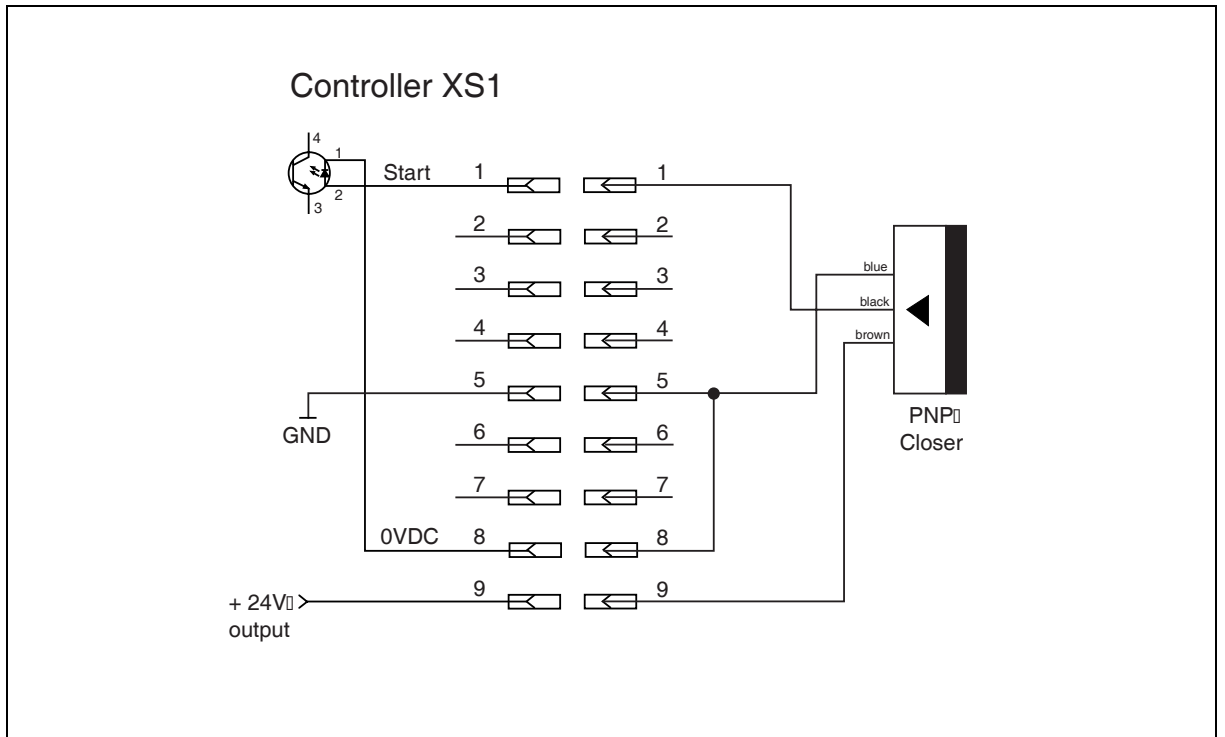 Controller XS1
4
1
2
3
Start 1 1
2 2
3 3
4 4
5 5
GND
6 6
7 7
0VDC 8 8
9 9
+ 24V▯
output
blue
black
brown
PNP▯
Closer